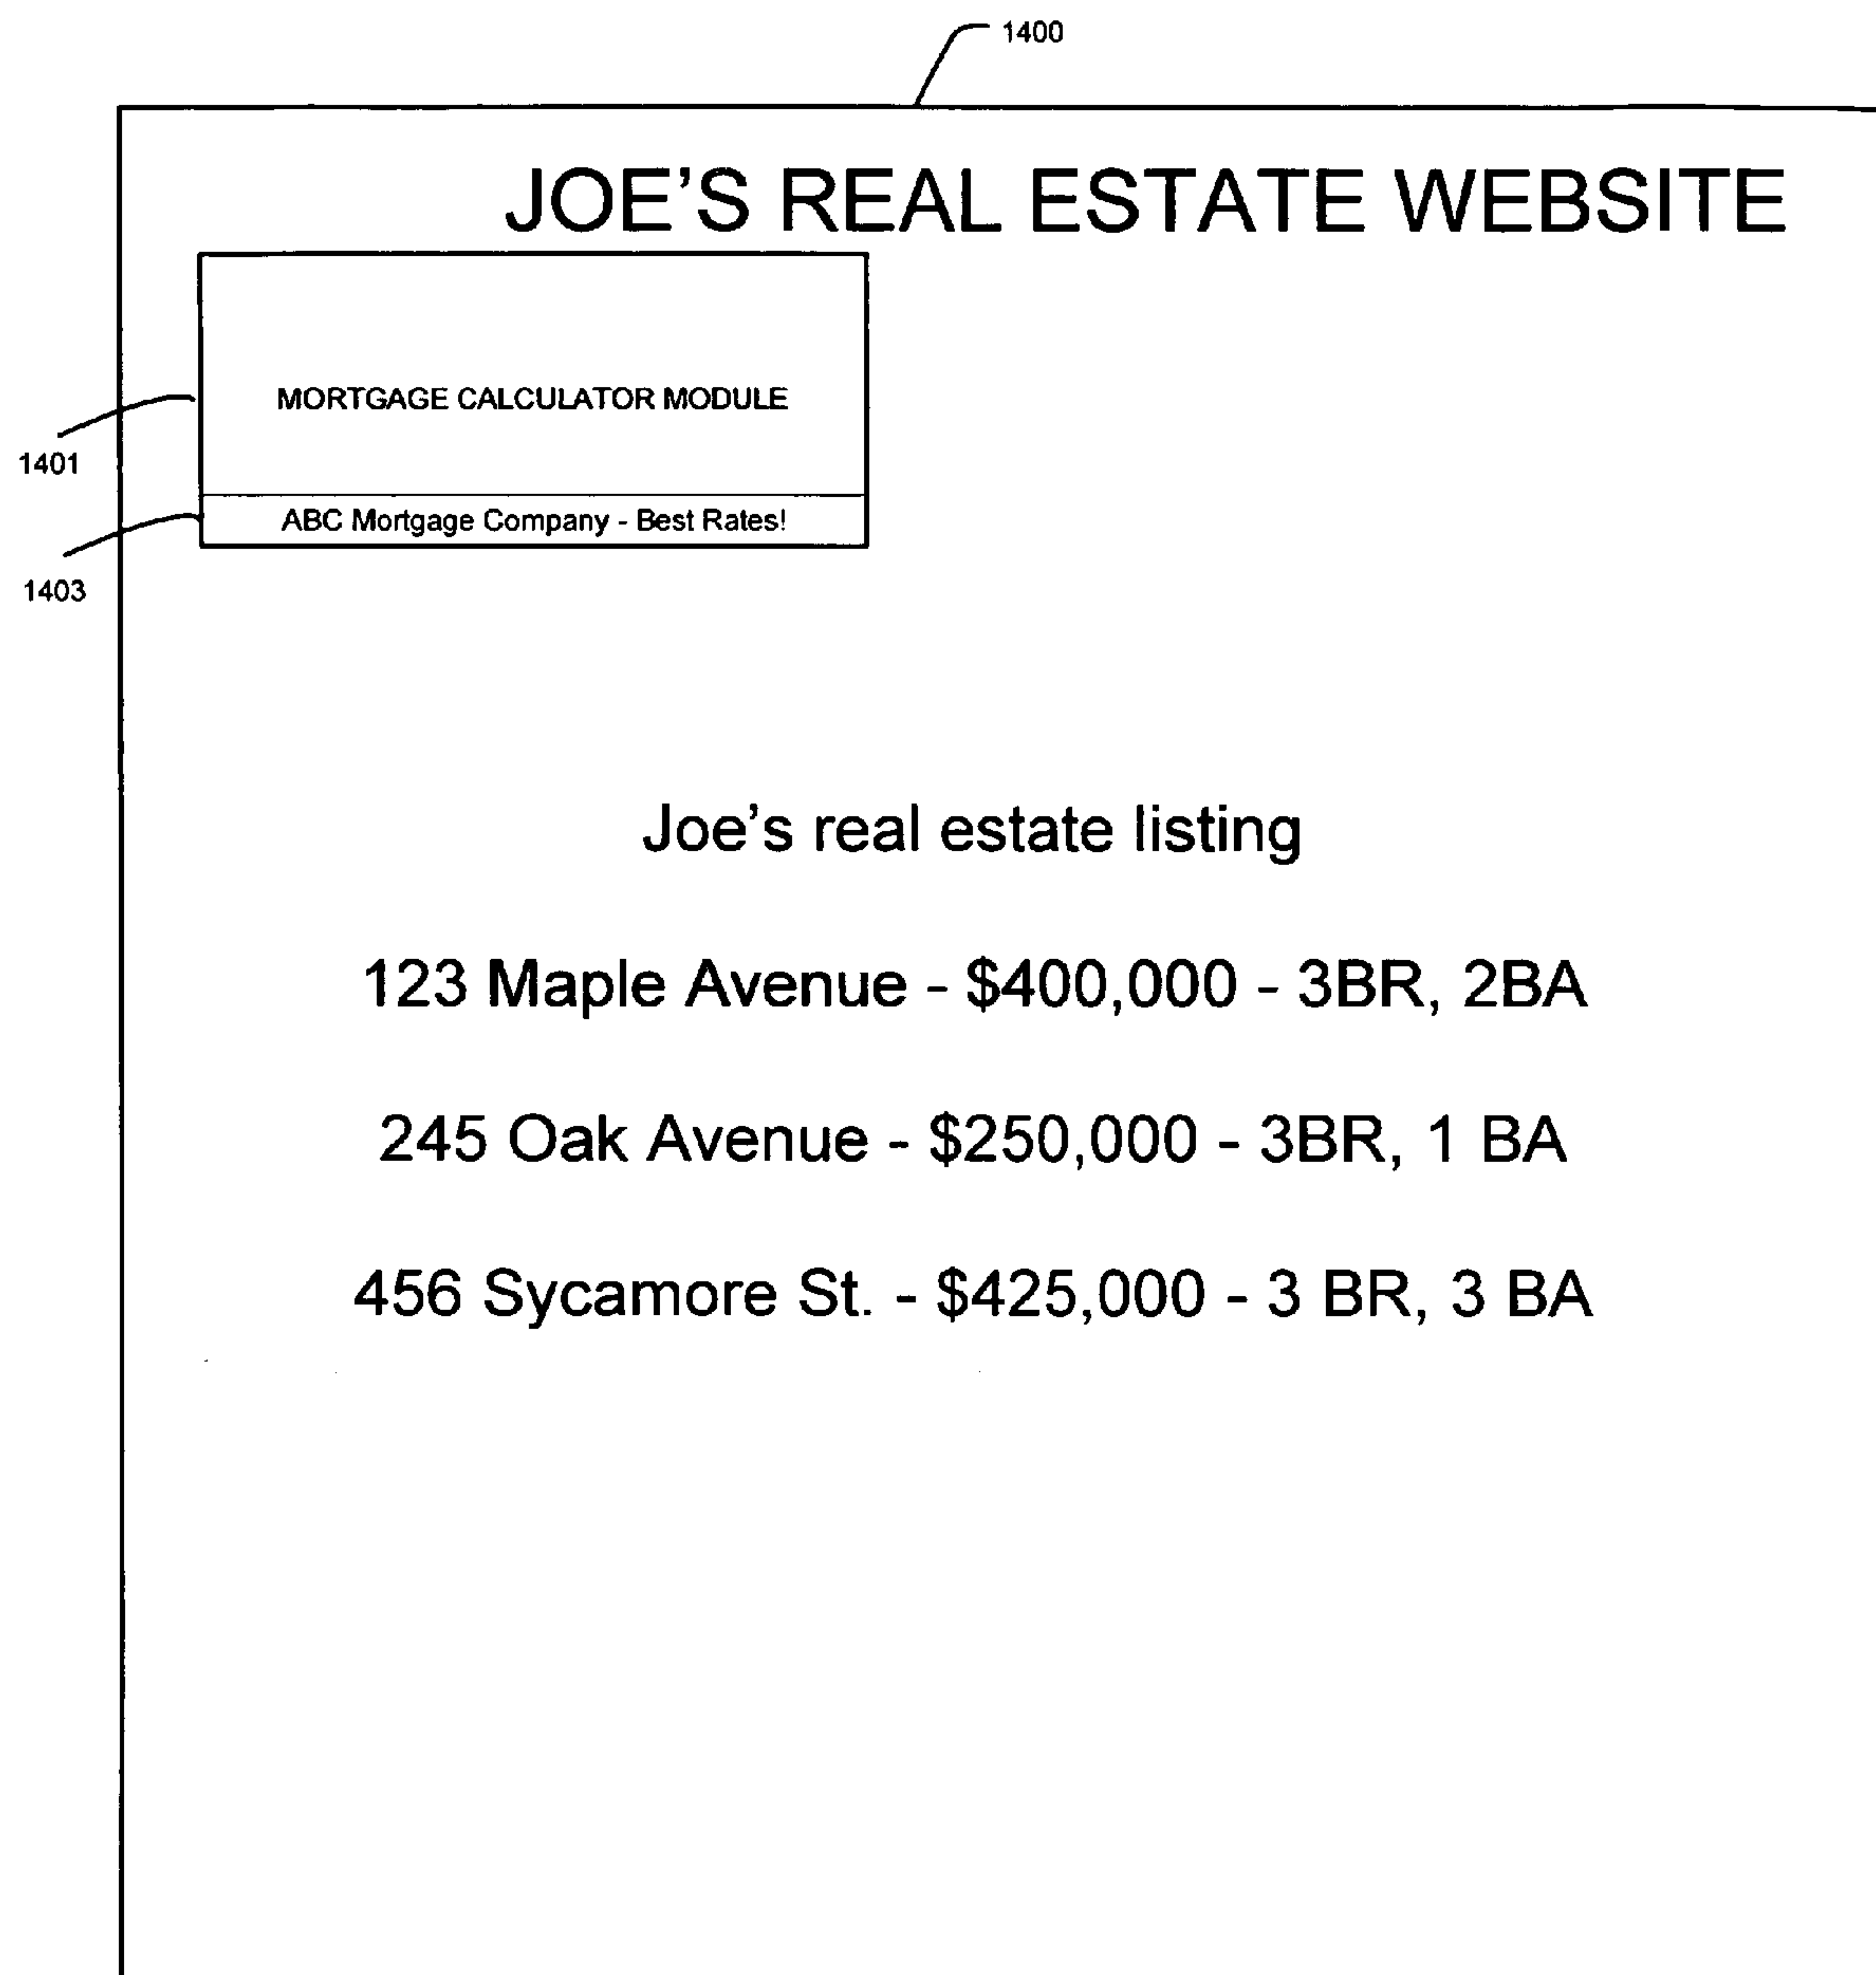 1400
JOE'S REAL ESTATE WEBSITE
MORTGAGE CALCULATOR MODULE
1401
ABC Mortgage Company - Best Rates!
1403
Joe's real estate listing
123 Maple Avenue - $400,000 - 3BR, 2BA
245 Oak Avenue - $250,000 - 3BR, 1 BA
456 Sycamore St. - $425,000 - 3 BR, 3 BA